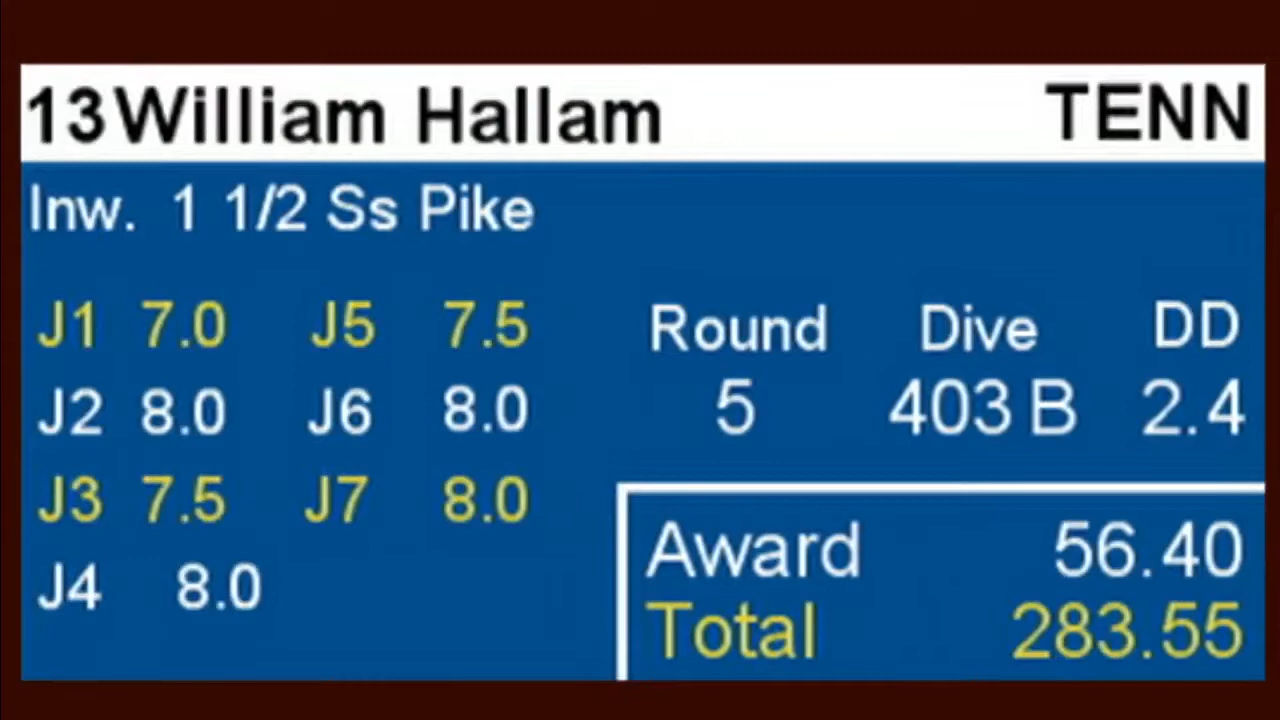 13 William Hallam TENN
Inw. 1 1/2 Ss Pike
J1 7.0 J5 7.5 Round Dive DD
J2 8.0 J6 8.0 5 403 B 2.4
J3 7.5 J7 8.0
J4 8.0
Award 56.40
Total 283.55